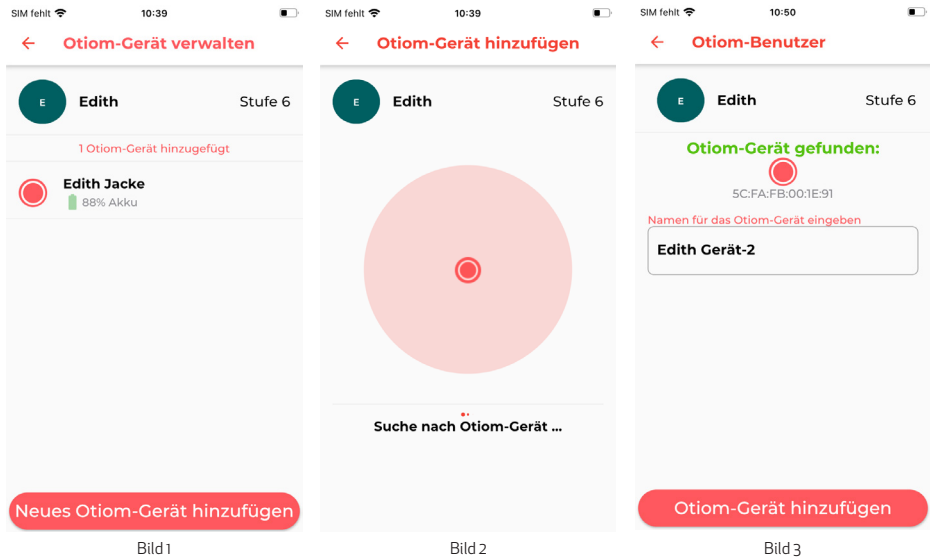 SIM fehlt 10:39
Otiom-Gerät verwalten
E Edith Stufe 6
1 Otiom-Gerät hinzugefügt
Edith Jacke
88% Akku
Neues Otiom-Gerät hinzufügen
Bild 1
SIM fehlt 10:39
Otiom-Gerät hinzufügen
E Edith Stufe 6
Suche nach Otiom-Gerät ...
Bild 2
SIM fehlt 10:50
Otiom-Benutzer
E Edith Stufe 6
Otiom-Gerät gefunden:
5C:FA:FB:00:1E:91
Namen für das Otiom-Gerät eingeben
Edith Gerät-2
Otiom-Gerät hinzufügen
Bild 3